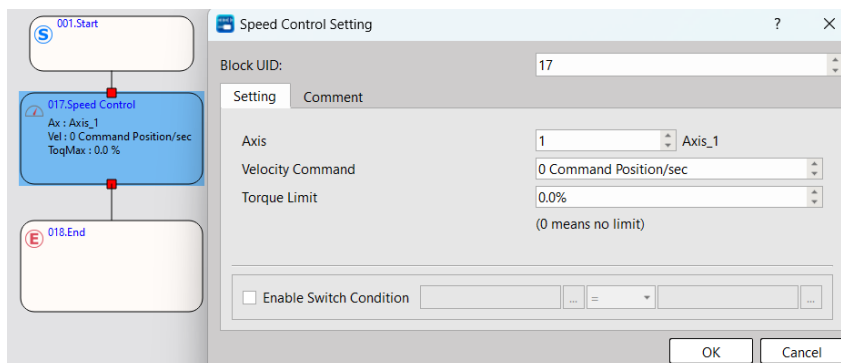 001.Start
S
017.Speed Control
Ax : Axis_1
Vel : 0 Command Position/sec
ToqMax : 0.0 %
018.End
E
Speed Control Setting
?
Block UID:
17
Setting
Comment
Axis
1
Axis_1
Velocity Command
0 Command Position/sec
Torque Limit
0.0%
(0 means no limit)
Enable Switch Condition
...
=
...
OK
Cancel